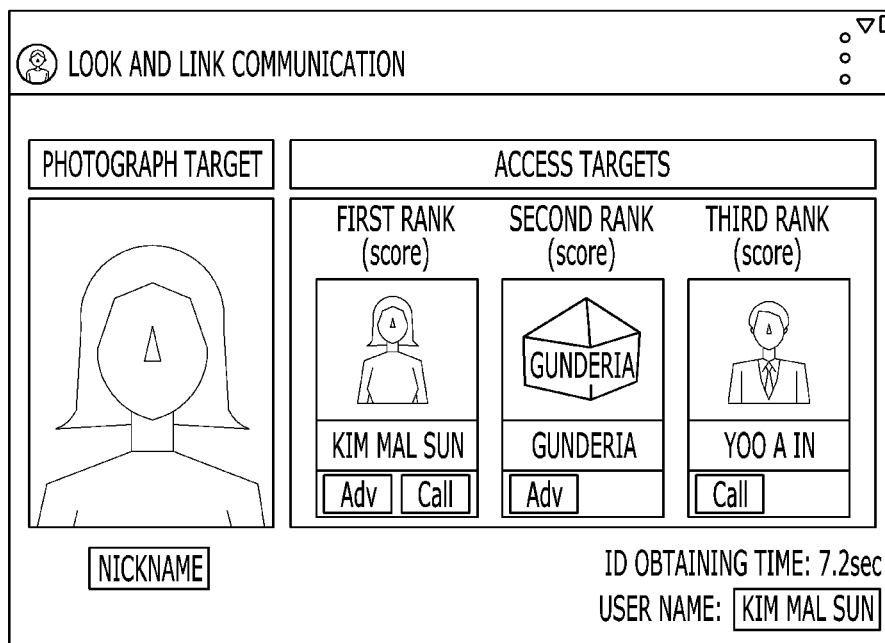 LOOK AND LINK COMMUNICATION
PHOTOGRAPH TARGET
ACCESS TARGETS
FIRST RANK
(score)
SECOND RANK
(score)
THIRD RANK
(score)
GUNDERIA
KIM MAL SUN
GUNDERIA
YOO A IN
Adv Call
Adv
Call
NICKNAME
ID OBTAINING TIME: 7.2sec
USER NAME: KIM MAL SUN